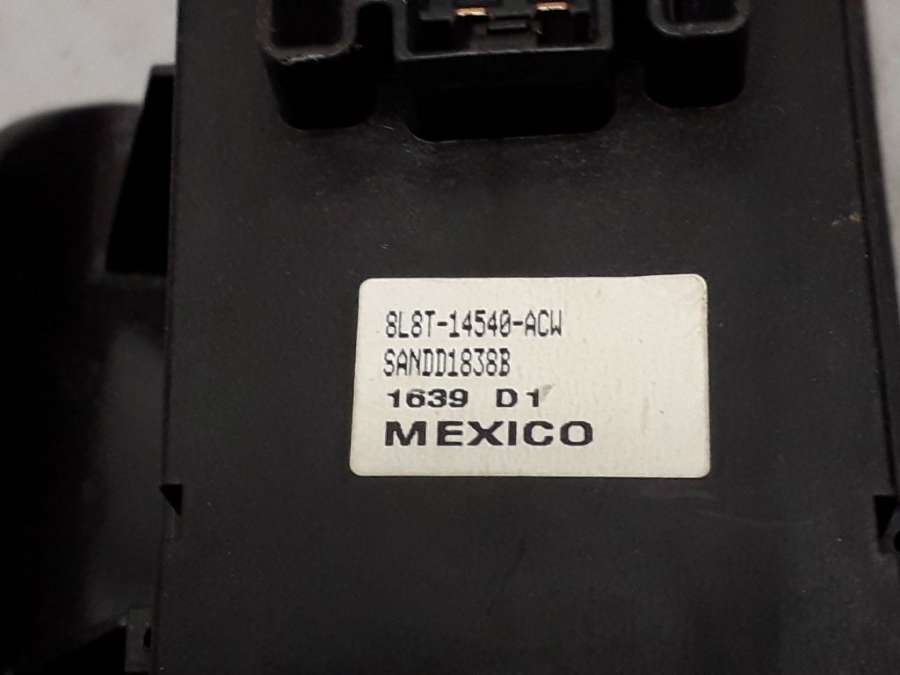 8L8T-14540-ACW
SANDD1838B
1639 D1
MEXICO